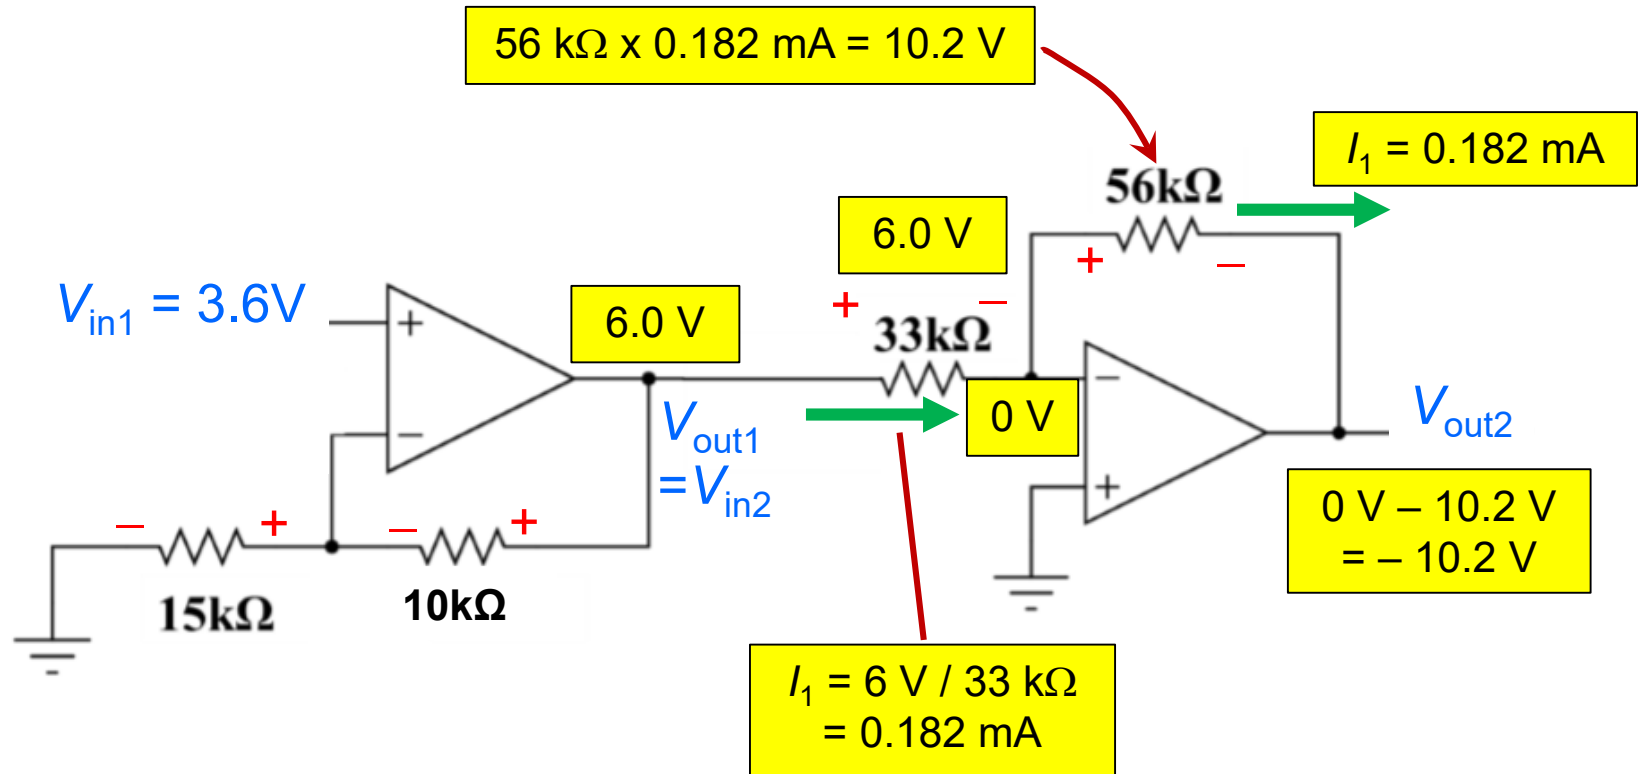 56 kΩ x 0.182 mA = 10.2 V
I1 = 0.182 mA
56kΩ
6.0 V
+ –
+ –
Vin1 = 3.6V
+
6.0 V
33kΩ
–
0 V
Vout1
=Vin2
Vout2
–
+
– + – +
0 V – 10.2 V
= – 10.2 V
15kΩ
10kΩ
I1 = 6 V / 33 kΩ
= 0.182 mA